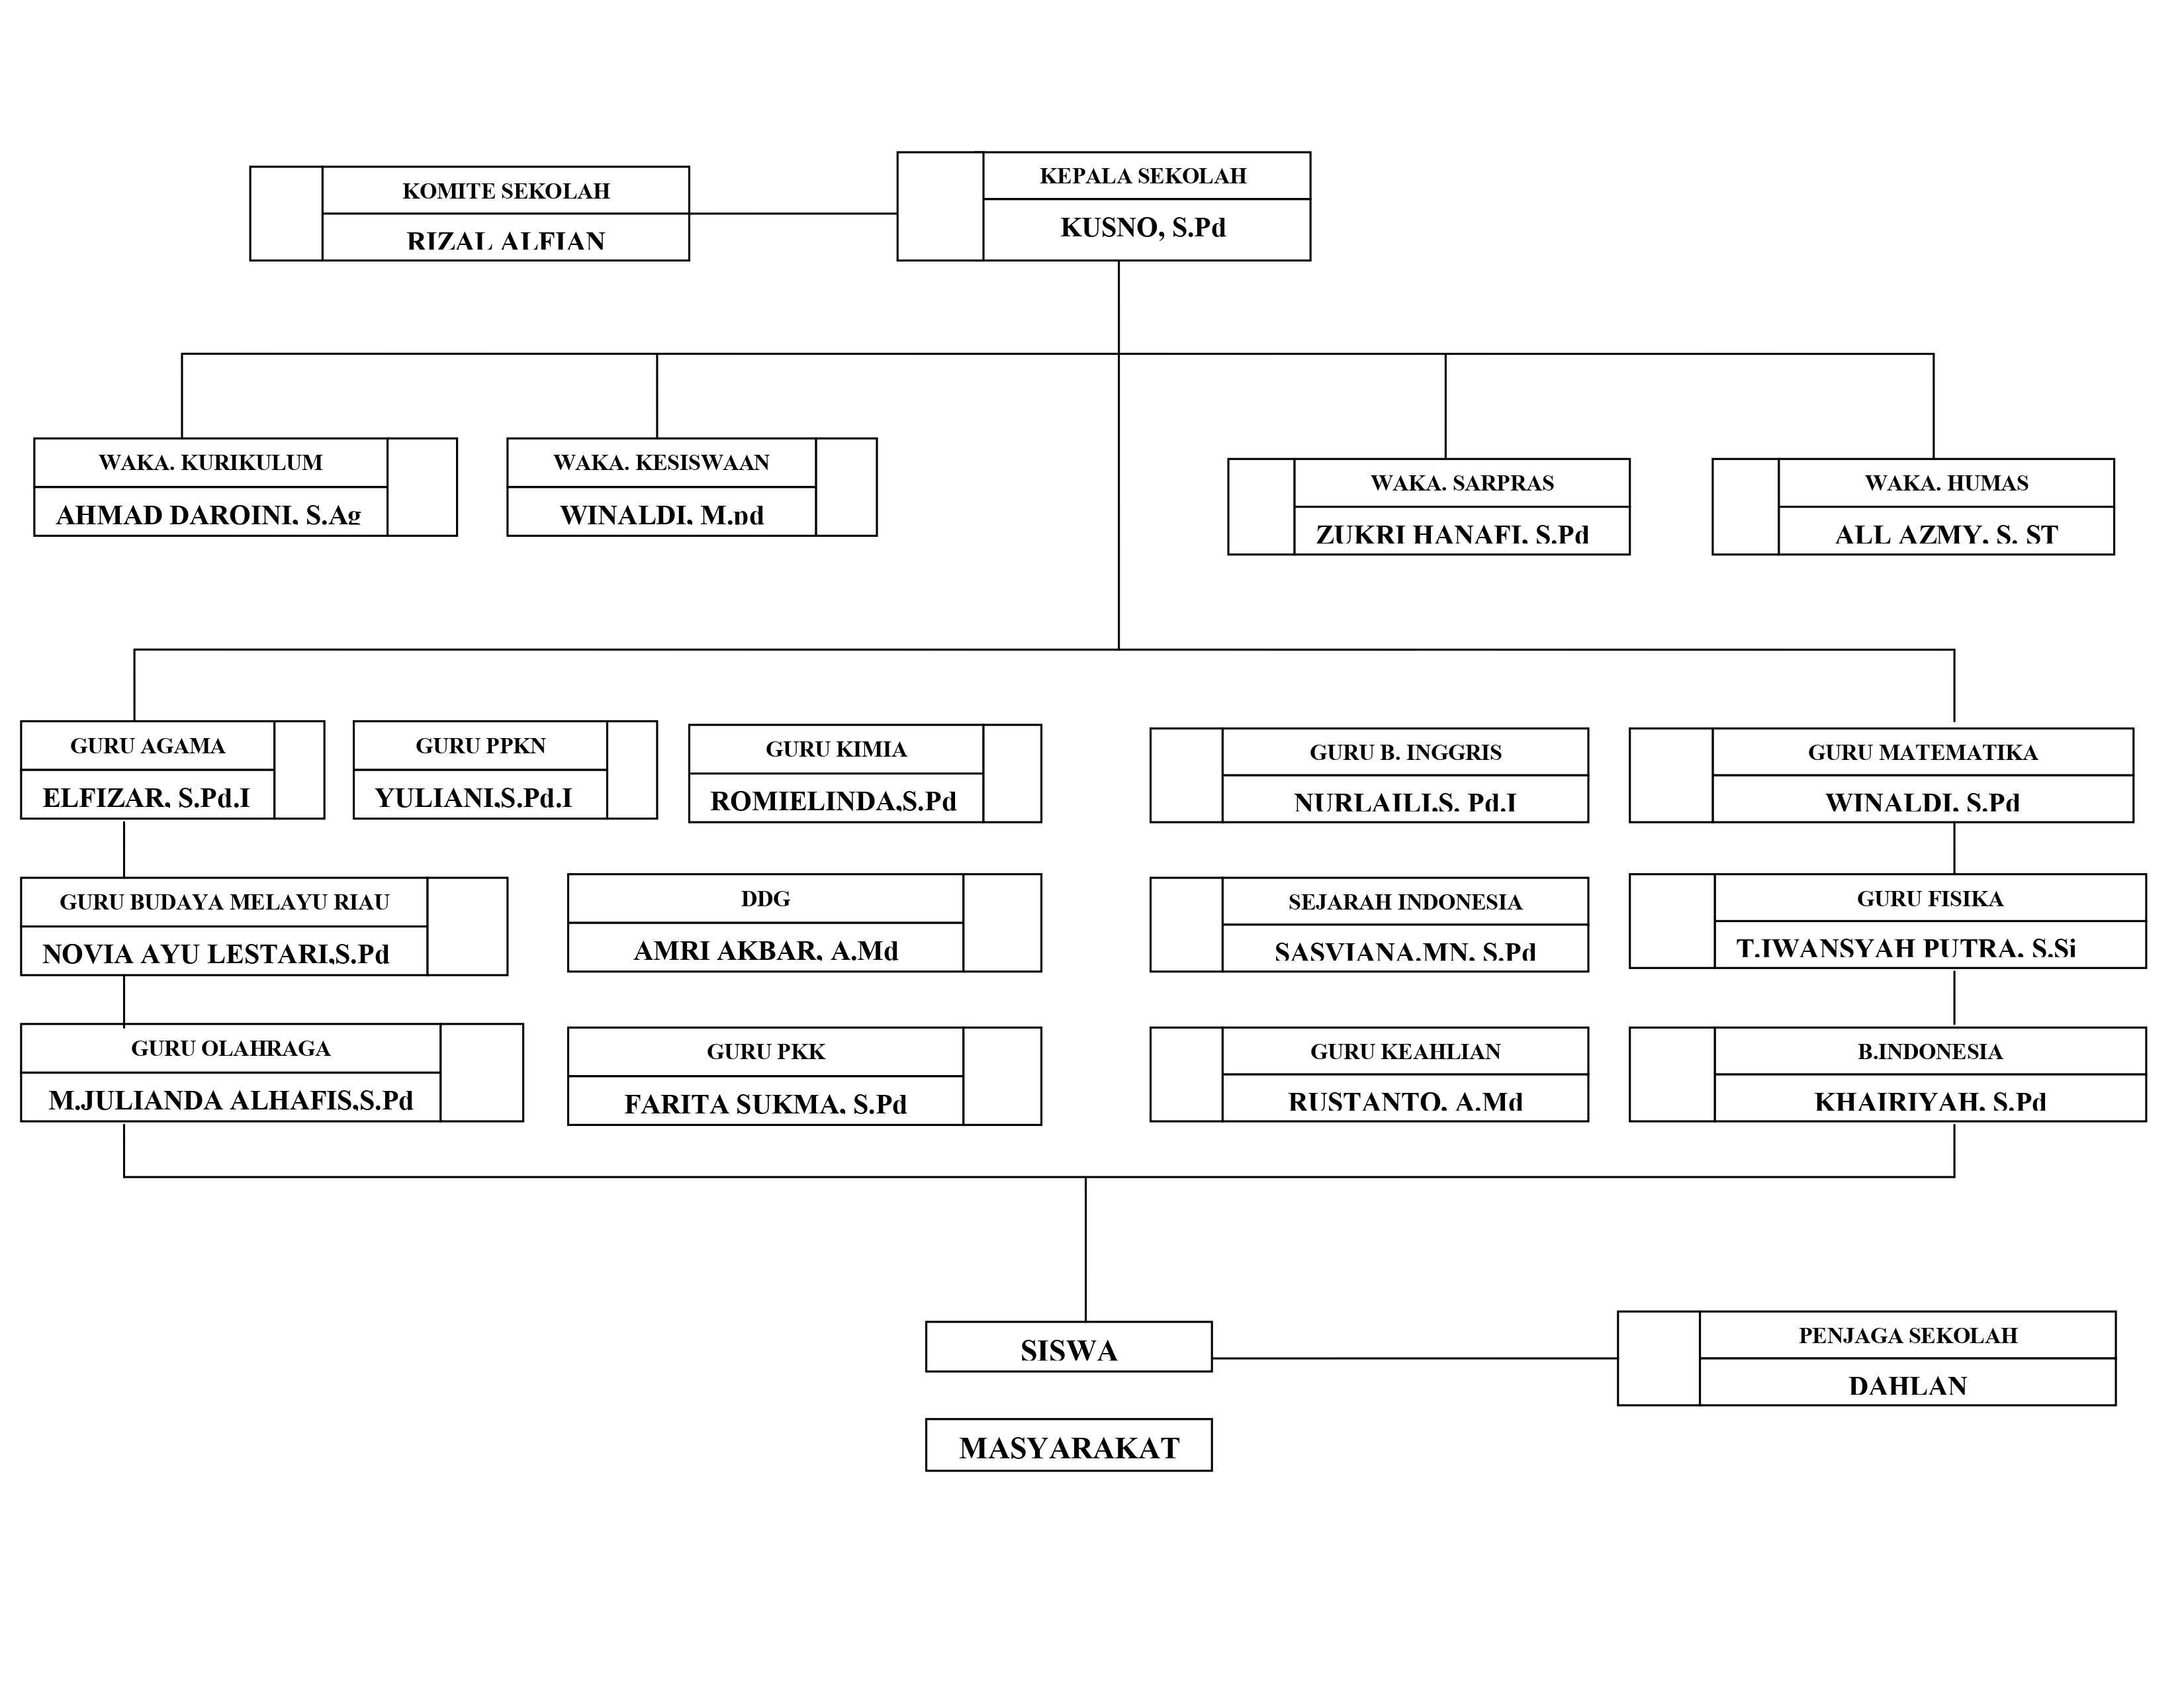 KOMITE SEKOLAH
RIZAL ALFIAN
KEPALA SEKOLAH
KUSNO, S.Pd
WAKA. KURIKULUM
AHMAD DAROINI, S.Ag
WAKA. KESISWAAN
WINALDI, M.pd
WAKA. SARPRAS
ZUKRI HANAFI, S.Pd
WAKA. HUMAS
ALL AZMY, S. ST
GURU AGAMA
ELFIZAR, S.Pd.I
GURU PPKN
YULIANI,S.Pd.I
GURU KIMIA
ROMIELINDA,S.Pd
GURU B. INGGRIS
NURLAILI,S. Pd.I
GURU MATEMATIKA
WINALDI, S.Pd
GURU BUDAYA MELAYU RIAU
NOVIA AYU LESTARI,S.Pd
DDG
AMRI AKBAR, A.Md
SEJARAH INDONESIA
SASVIANA.MN, S.Pd
GURU FISIKA
T.IWANSYAH PUTRA, S.Si
GURU OLAHRAGA
M.JULIANDA ALHAFIS,S.Pd
GURU PKK
FARITA SUKMA, S.Pd
GURU KEAHLIAN
RUSTANTO, A.Md
B.INDONESIA
KHAIRIYAH, S.Pd
SISWA
PENJAGA SEKOLAH
DAHLAN
MASYARAKAT